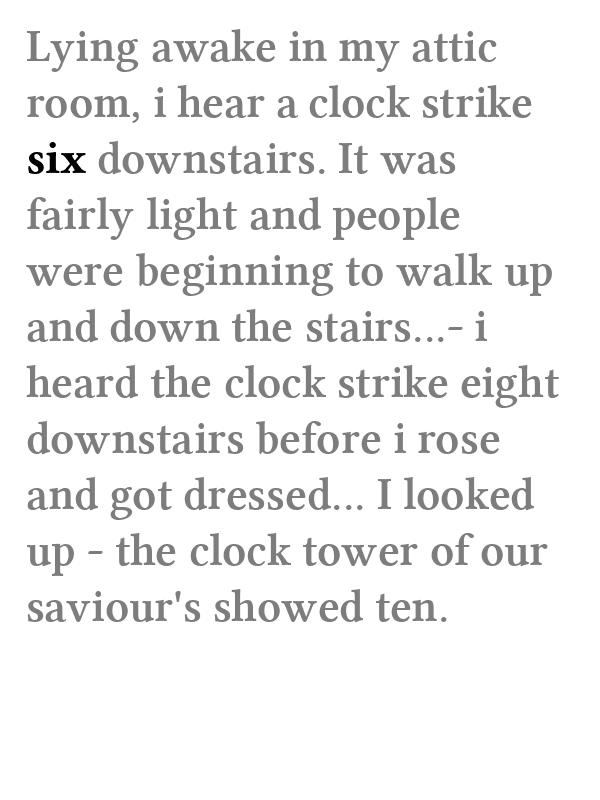 Lying awake in my attic
room, i hear a clock strike
six downstairs. It was
fairly light and people
were beginning to walk up
and down the stairs...- i
heard the clock strike eight
downstairs before i rose
and got dressed... I looked
up - the clock tower of our
saviour's showed ten.